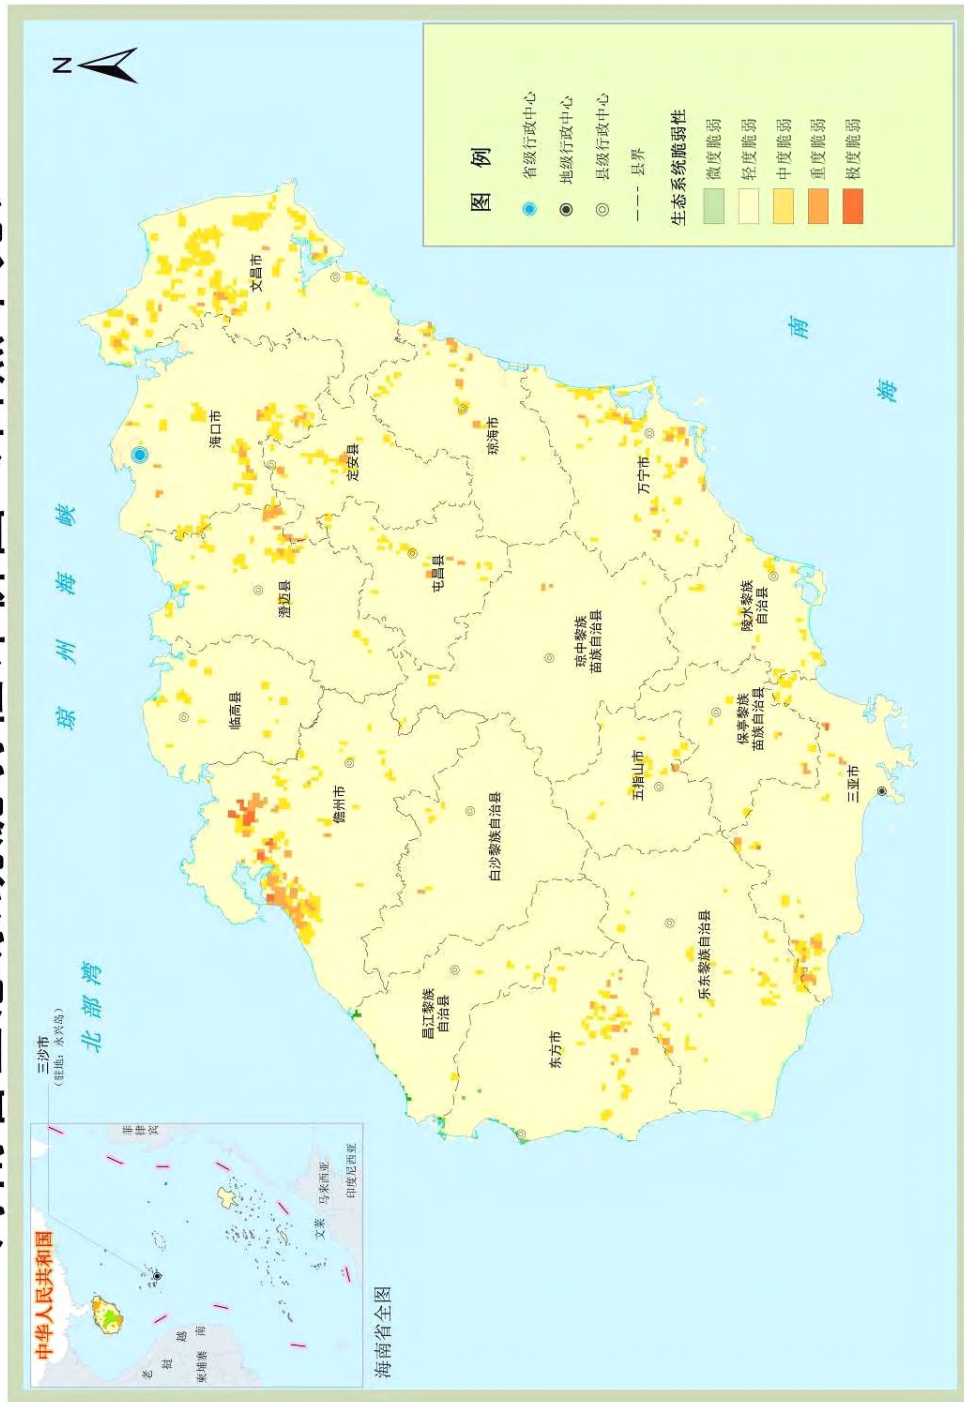 N
图 例
省级行政中心
地级行政中心
县级行政中心
县界
生态系统脆弱性
微度脆弱
轻度脆弱
中度脆弱
重度脆弱
极度脆弱
琼 州 海 峡
北 部 湾
南
海
文昌市
海口市
定安县
琼海市
澄迈县
屯昌县
万宁市
临高县
儋州市
琼中黎族
苗族自治县
陵水黎族
自治县
白沙黎族自治县
五指山市
保亭黎族
苗族自治县
三亚市
昌江黎族
自治县
东方市
乐东黎族自治县
三沙市
(驻地:永兴岛)
中华人民共和国
老
挝
越
南
柬埔寨
菲
律
宾
文莱
马来西亚
印度尼西亚
海南省全图